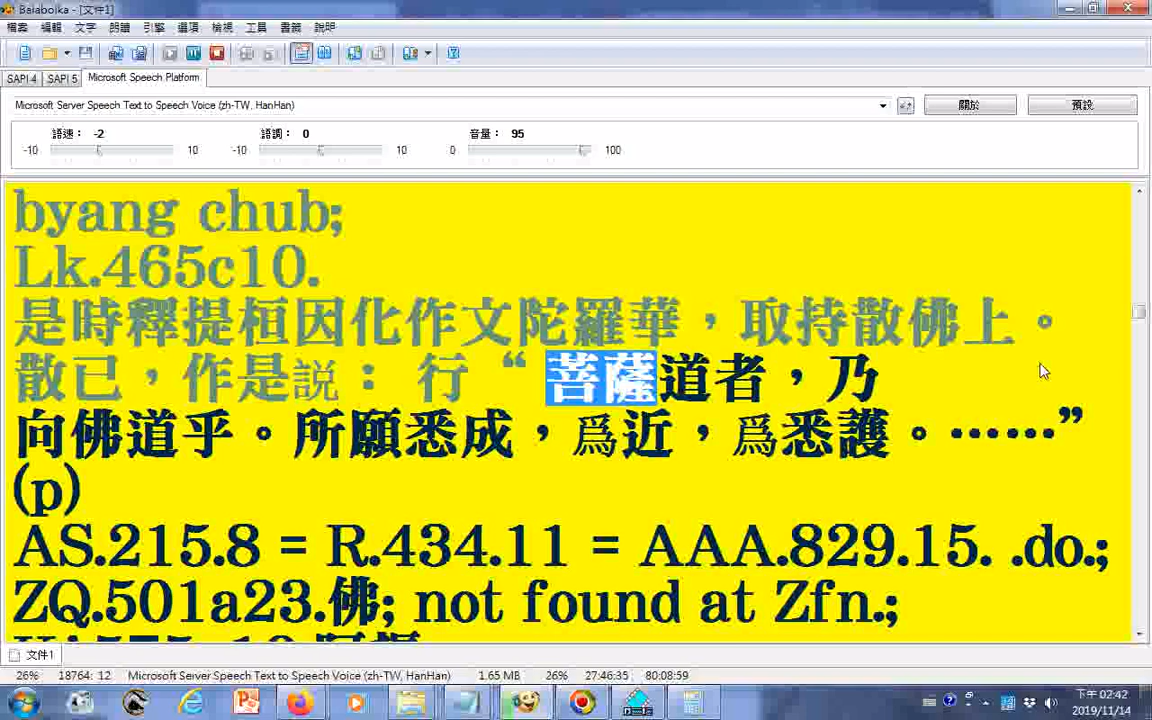 Balabolka - [文件1]
檔案 編輯 文字 朗讀 引擎 選項 檢視 工具 書籤 說明
SAPI 4 SAPI 5 Microsoft Speech Platform
Microsoft Server Speech Text to Speech Voice (zh-TW, HanHan) 關於 預設
語速： -2 語調： 0 音量： 95
-10 10 -10 10 0 100
byang chub;
Lk.465c10.
是時釋提桓因化作文陀羅華，取持散佛上。
散已，作是説： 行“ 菩薩道者，乃
向佛道乎。所願悉成，爲近，爲悉護。……”
(p)
AS.215.8 = R.434.11 = AAA.829.15. .do.;
ZQ.501a23.佛; not found at Zfn.;
文件1
26% 18764: 12 Microsoft Server Speech Text to Speech Voice (zh-TW, HanHan) 1.65 MB 26% 27:46:35 80:08:59
下午 02:42
2019/11/14